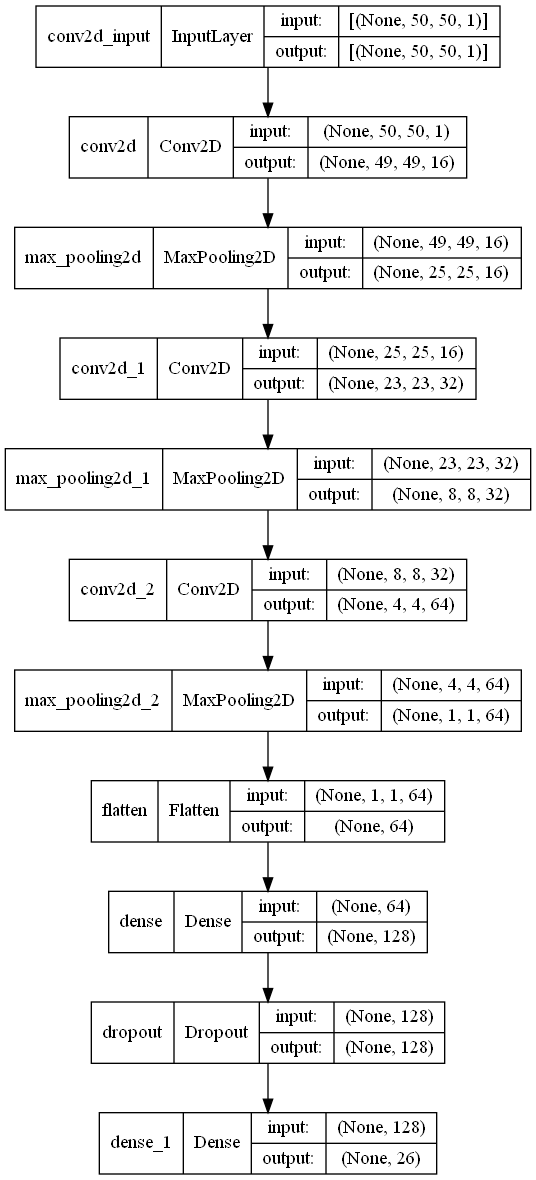 conv2d_input InputLayer input: [(None, 50, 50, 1)]
output: [(None, 50, 50, 1)]
conv2d Conv2D input: (None, 50, 50, 1)
output: (None, 49, 49, 16)
max_pooling2d MaxPooling2D input: (None, 49, 49, 16)
output: (None, 25, 25, 16)
conv2d_1 Conv2D input: (None, 25, 25, 16)
output: (None, 23, 23, 32)
max_pooling2d_1 MaxPooling2D input: (None, 23, 23, 32)
output: (None, 8, 8, 32)
conv2d_2 Conv2D input: (None, 8, 8, 32)
output: (None, 4, 4, 64)
max_pooling2d_2 MaxPooling2D input: (None, 4, 4, 64)
output: (None, 1, 1, 64)
flatten Flatten input: (None, 1, 1, 64)
output: (None, 64)
dense Dense input: (None, 64)
output: (None, 128)
dropout Dropout input: (None, 128)
output: (None, 128)
dense_1 Dense input: (None, 128)
output: (None, 26)